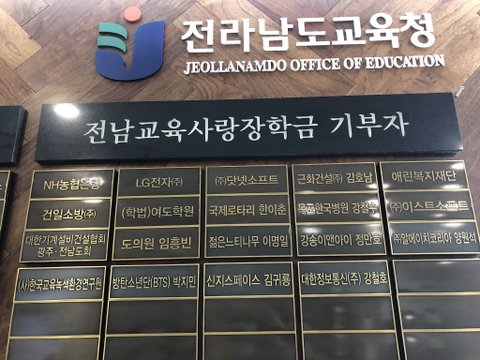 전라남도교육청
JEOLLANAMDO OFFICE OF EDUCATION
전남교육사랑장학금 기부자
NH농협은행
LG전자㈜
㈜닷넷소프트
근화건설㈜ 김호남
애린복지재단
건일소방㈜
(학법)여도학원
국제로타리 한이춘
목포한국병원
㈜이스트소프트
대한기계설비건설협회
광주 전남도회
도의원 임흥빈
젊은느티나무 이명일
김송이앤아이 정만호
㈜알에이치코리아 양원석
(사)한국교육녹색환경연구원
방탄소년단(BTS) 박지민
신지스페이스 김귀룡
대한정보통신(주) 강철호